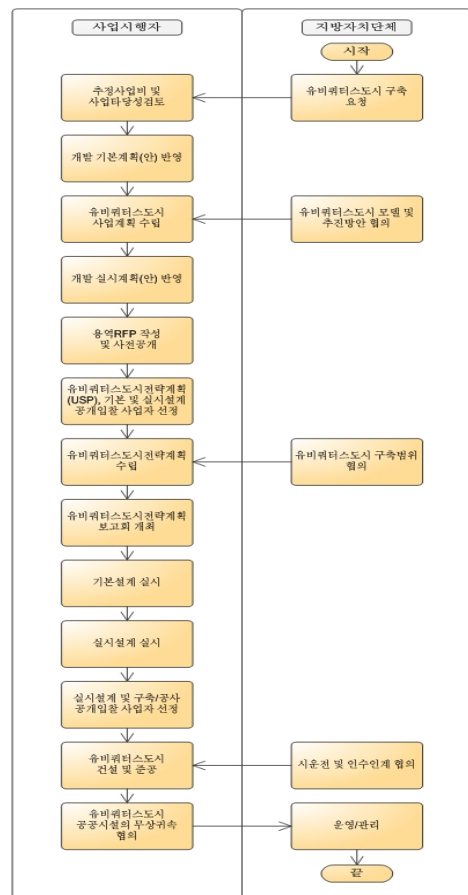 사업시행자
지방자치단체
시작
추정사업비 및
사업타당성검토
유비쿼터스도시 구축
요청
개발 기본계획(안) 반영
유비쿼터스도시
사업계획 수립
유비쿼터스도시 모델 및
추진방안 협의
개발 실시계획(안) 반영
용역RFP 작성
및 사전공개
유비쿼터스도시전략계획
(USP), 기본 및 실시설계
공개입찰 사업자 선정
유비쿼터스도시전략계획
수립
유비쿼터스도시 구축범위
협의
유비쿼터스도시전략계획
보고회 개최
기본설계 실시
실시설계 실시
실시설계 및 구축/공사
공개입찰 사업자 선정
유비쿼터스도시
건설 및 준공
시운전 및 인수인계 협의
유비쿼터스도시
공공시설의 무상귀속
협의
운영/관리
끝